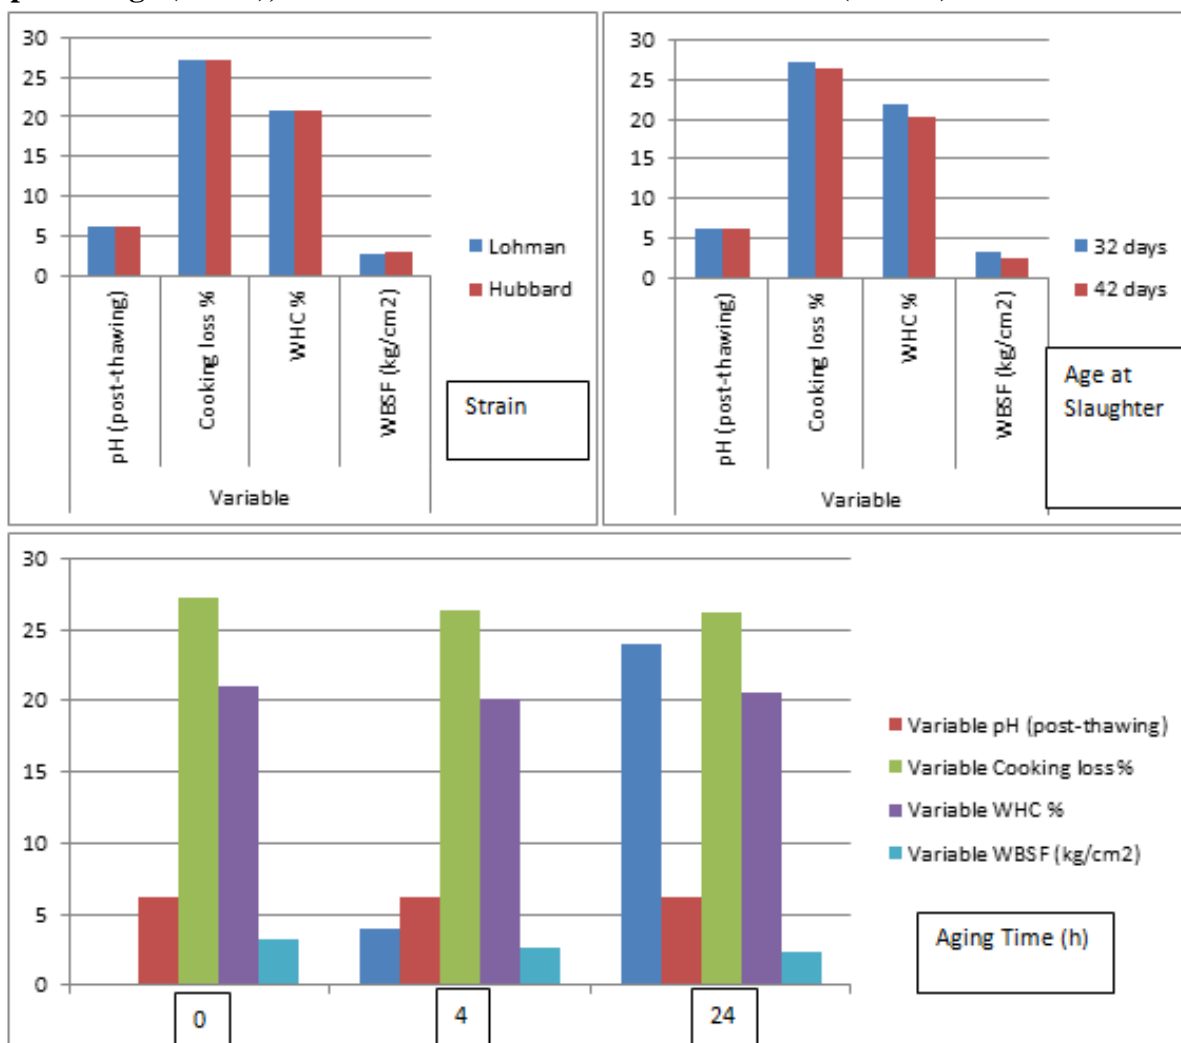 30
25
20
15
10
5
0
pH (post-thawing)
Cooking loss %
WHC %
WBSF (kg/cm2)
Variable
Lohman
Hubbard
Strain
30
25
20
15
10
5
0
pH (post-thawing)
Cooking loss %
WHC %
WBSF (kg/cm2)
Variable
32 days
42 days
Age at
Slaughter
30
25
20
15
10
5
0
0
4
24
Variable pH (post-thawing)
Variable Cooking loss%
Variable WHC %
Variable WBSF (kg/cm2)
Aging Time (h)